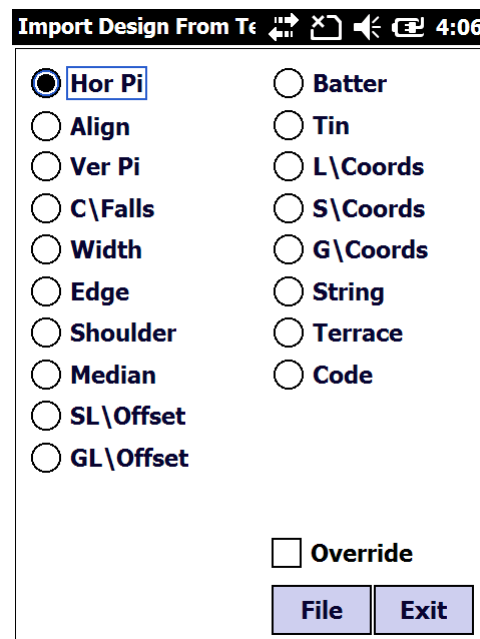 Import Design From Te 4:06
Hor Pi
Align
Ver Pi
C\Falls
Width
Edge
Shoulder
Median
SL\Offset
GL\Offset
Batter
Tin
L\Coords
S\Coords
G\Coords
String
Terrace
Code
Override
File Exit